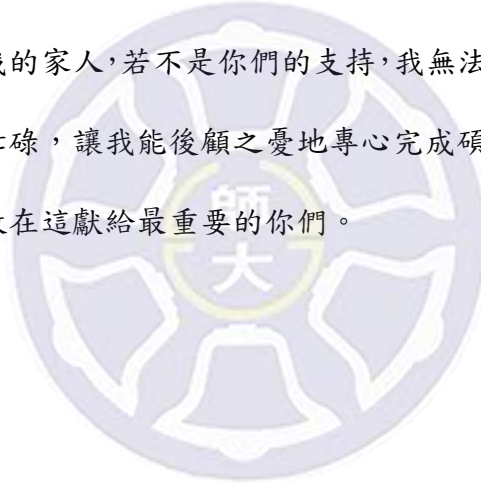 的家人，若不是你們的支持，我無法
碌，讓我能後顧之憂地專心完成碩
在這獻給最重要的你們。
師
大